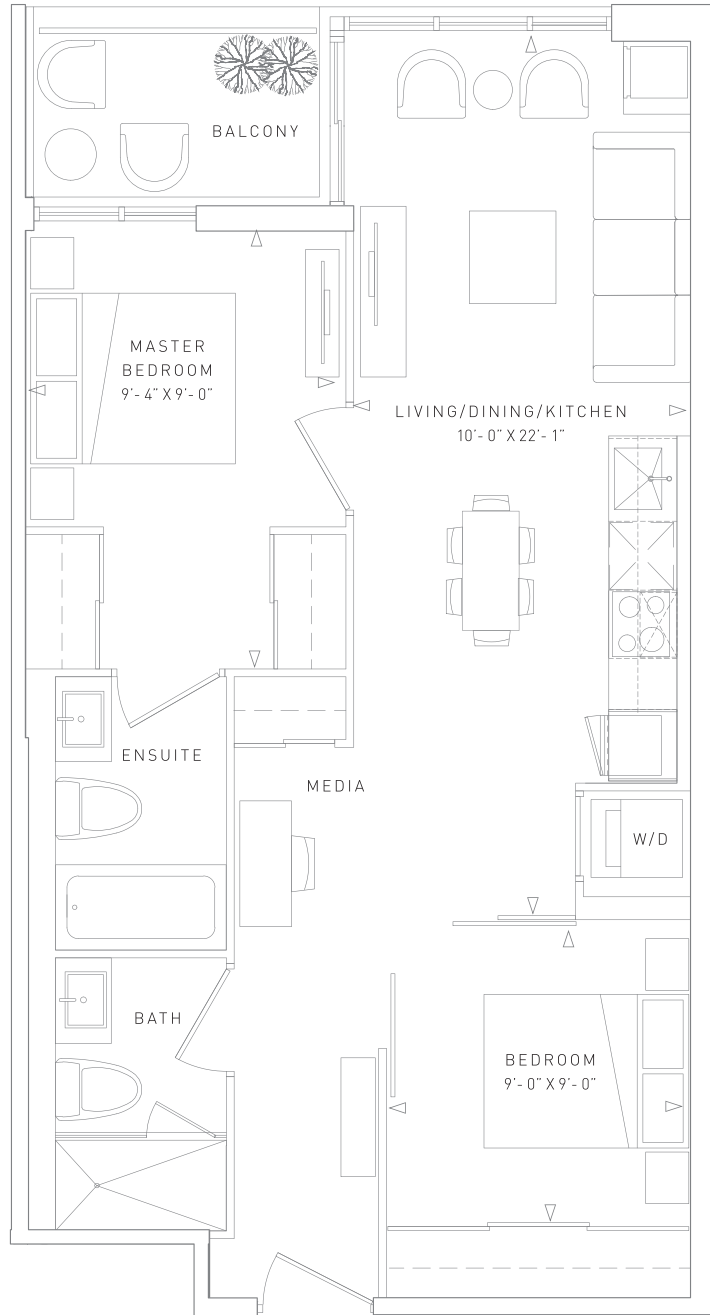 BALCONY
MASTER
BEDROOM
9'-4" X 9'-0"
LIVING/DINING/KITCHEN
10'-0" X 22'-1"
ENSUITE
MEDIA
W/D
BATH
BEDROOM
9'-0" X 9'-0"